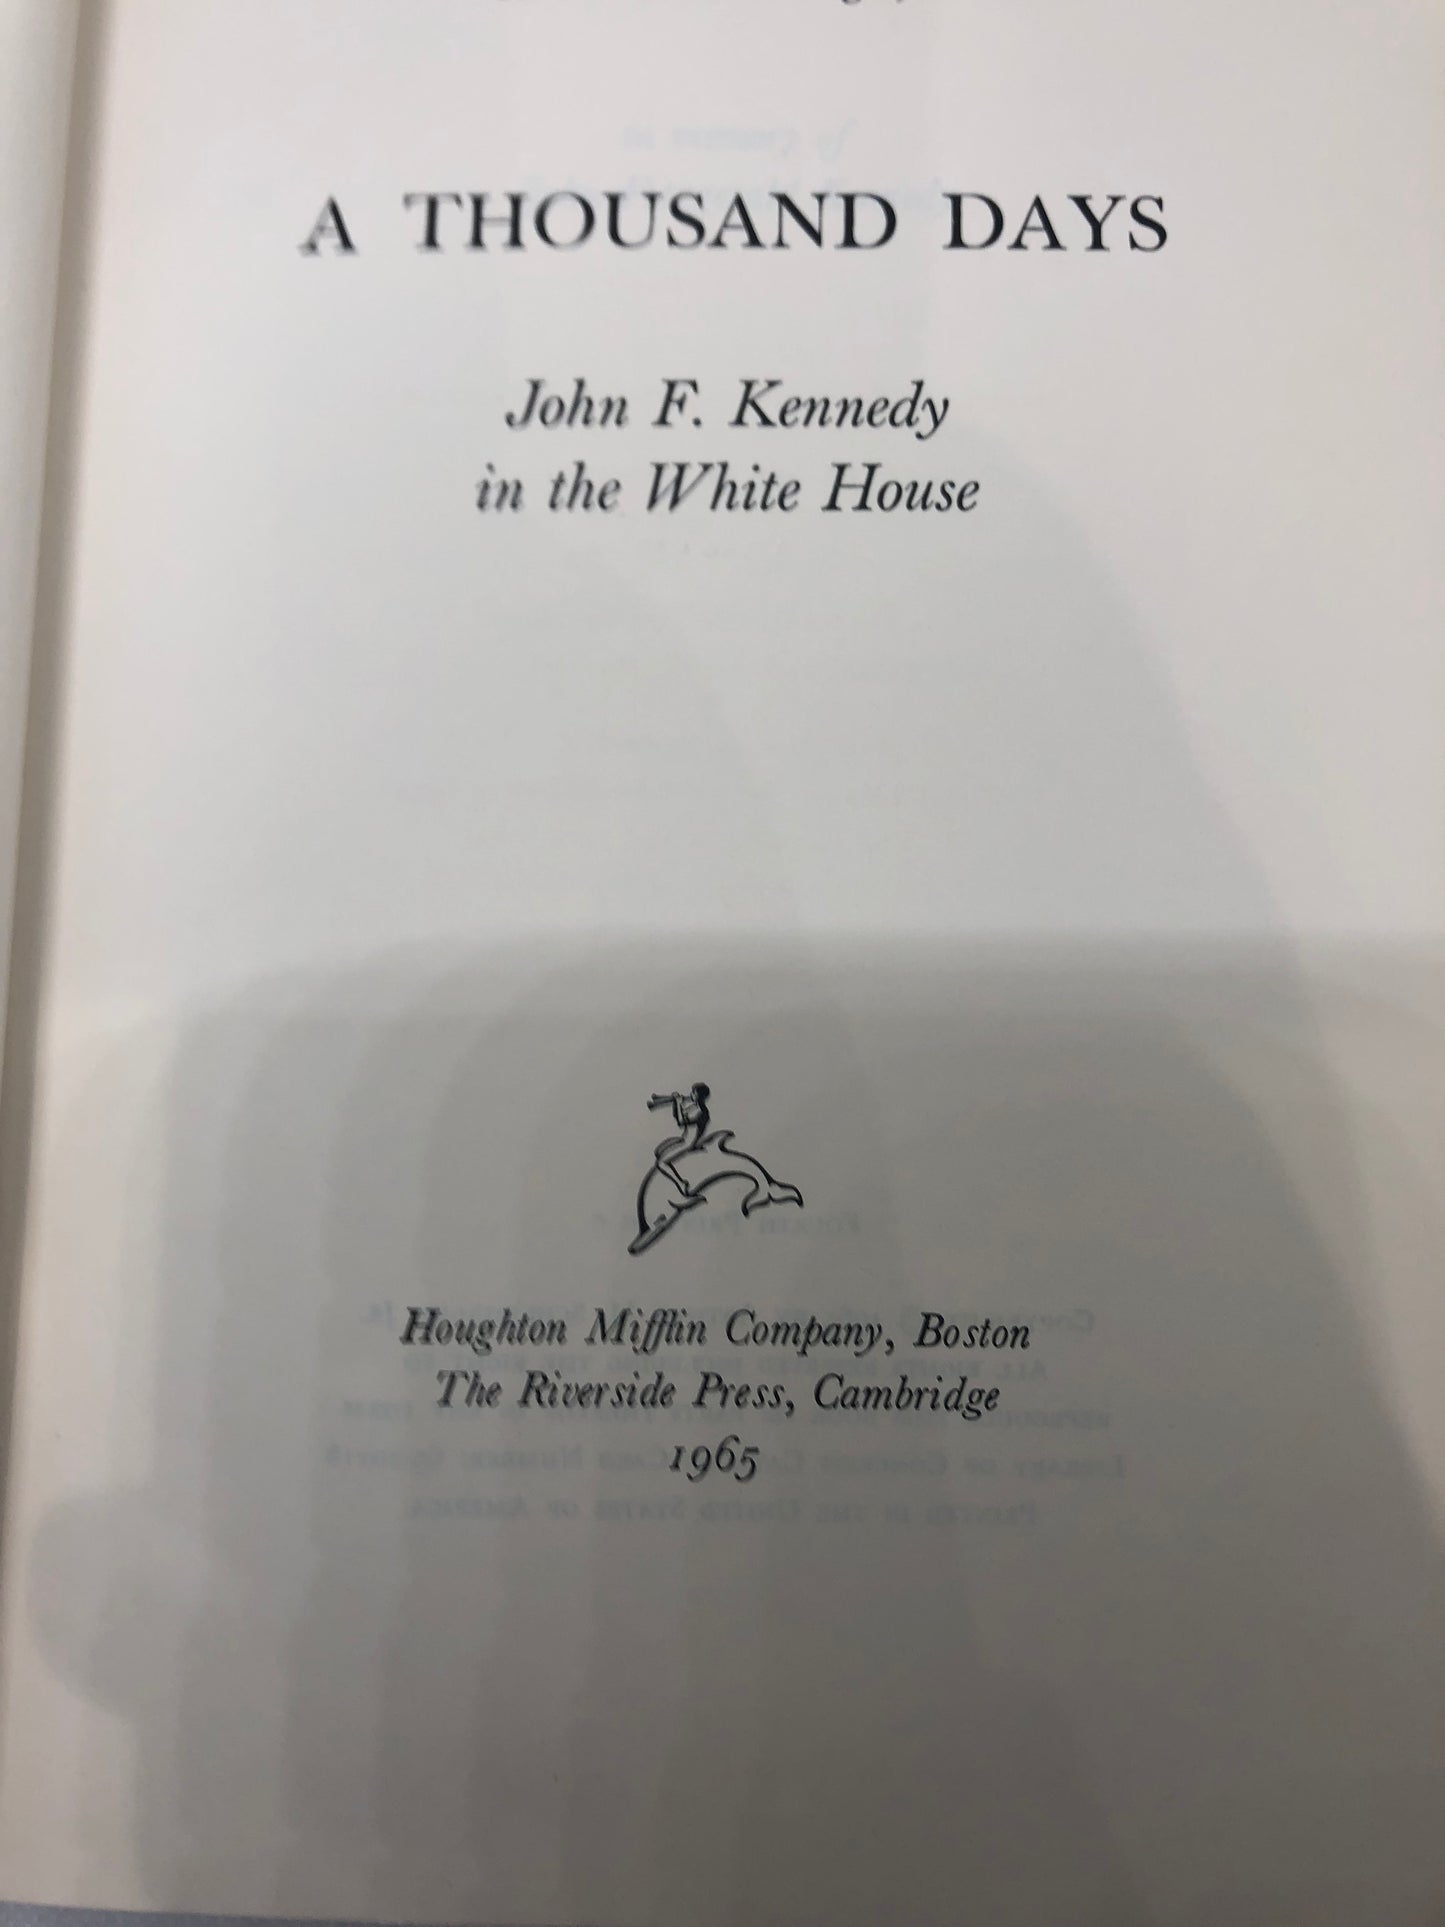 A THOUSAND DAYS
John F. Kennedy
in the White House
Houghton Mifflin Company, Boston
The Riverside Press, Cambridge
1965